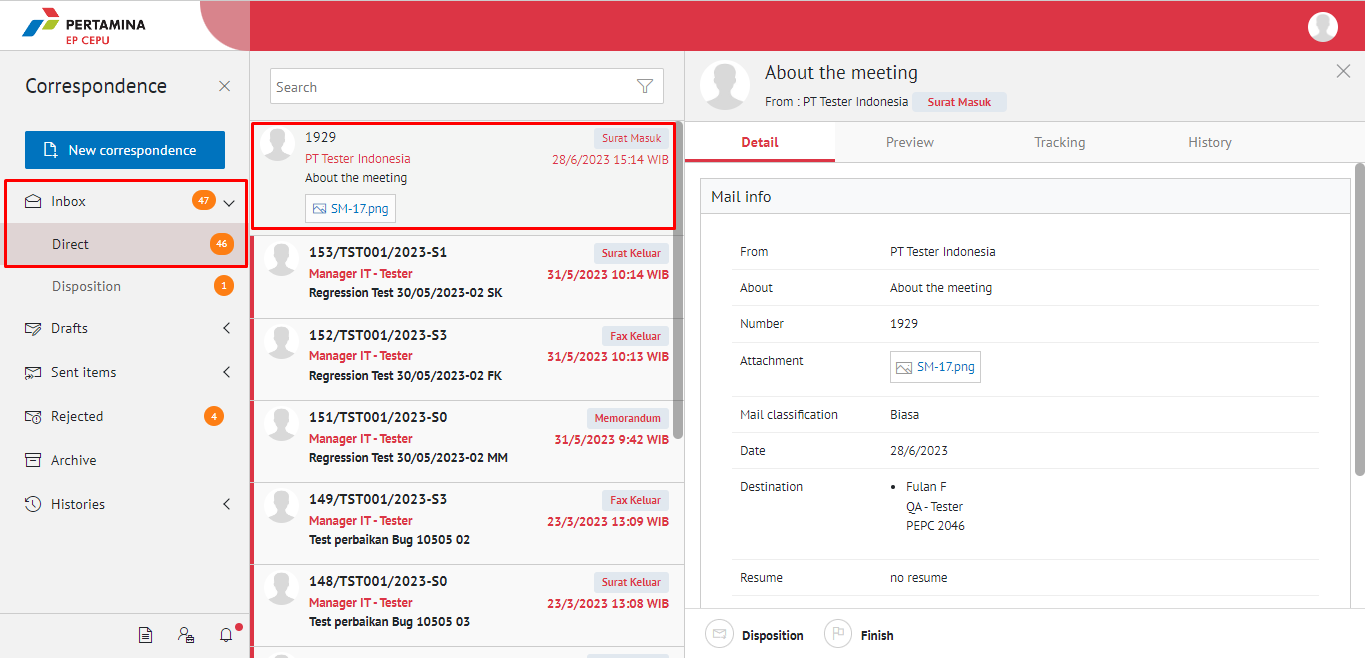 PERTAMINA
EP CEPU
Correspondence
New correspondence
Inbox 47
Direct 46
Disposition 1
Drafts
Sent items
Rejected 4
Archive
Histories
Search
1929 Surat Masuk
PT Tester Indonesia 28/6/2023 15:14 WIB
About the meeting
SM-17.png
153/TST001/2023-S1 Surat Keluar
Manager IT - Tester 31/5/2023 10:14 WIB
Regression Test 30/05/2023-02 SK
152/TST001/2023-S3 Fax Keluar
Manager IT - Tester 31/5/2023 10:13 WIB
Regression Test 30/05/2023-02 FK
151/TST001/2023-S0 Memorandum
Manager IT - Tester 31/5/2023 9:42 WIB
Regression Test 30/05/2023-02 MM
149/TST001/2023-S3 Fax Keluar
Manager IT - Tester 23/3/2023 13:09 WIB
Test perbaikan Bug 10505 02
148/TST001/2023-S0 Surat Keluar
Manager IT - Tester 23/3/2023 13:08 WIB
Test perbaikan Bug 10505 03
About the meeting
From : PT Tester Indonesia Surat Masuk
Detail Preview Tracking History
Mail info
From PT Tester Indonesia
About About the meeting
Number 1929
Attachment SM-17.png
Mail classification Biasa
Date 28/6/2023
Destination • Fulan F
QA - Tester
PEPC 2046
Resume no resume
Disposition Finish